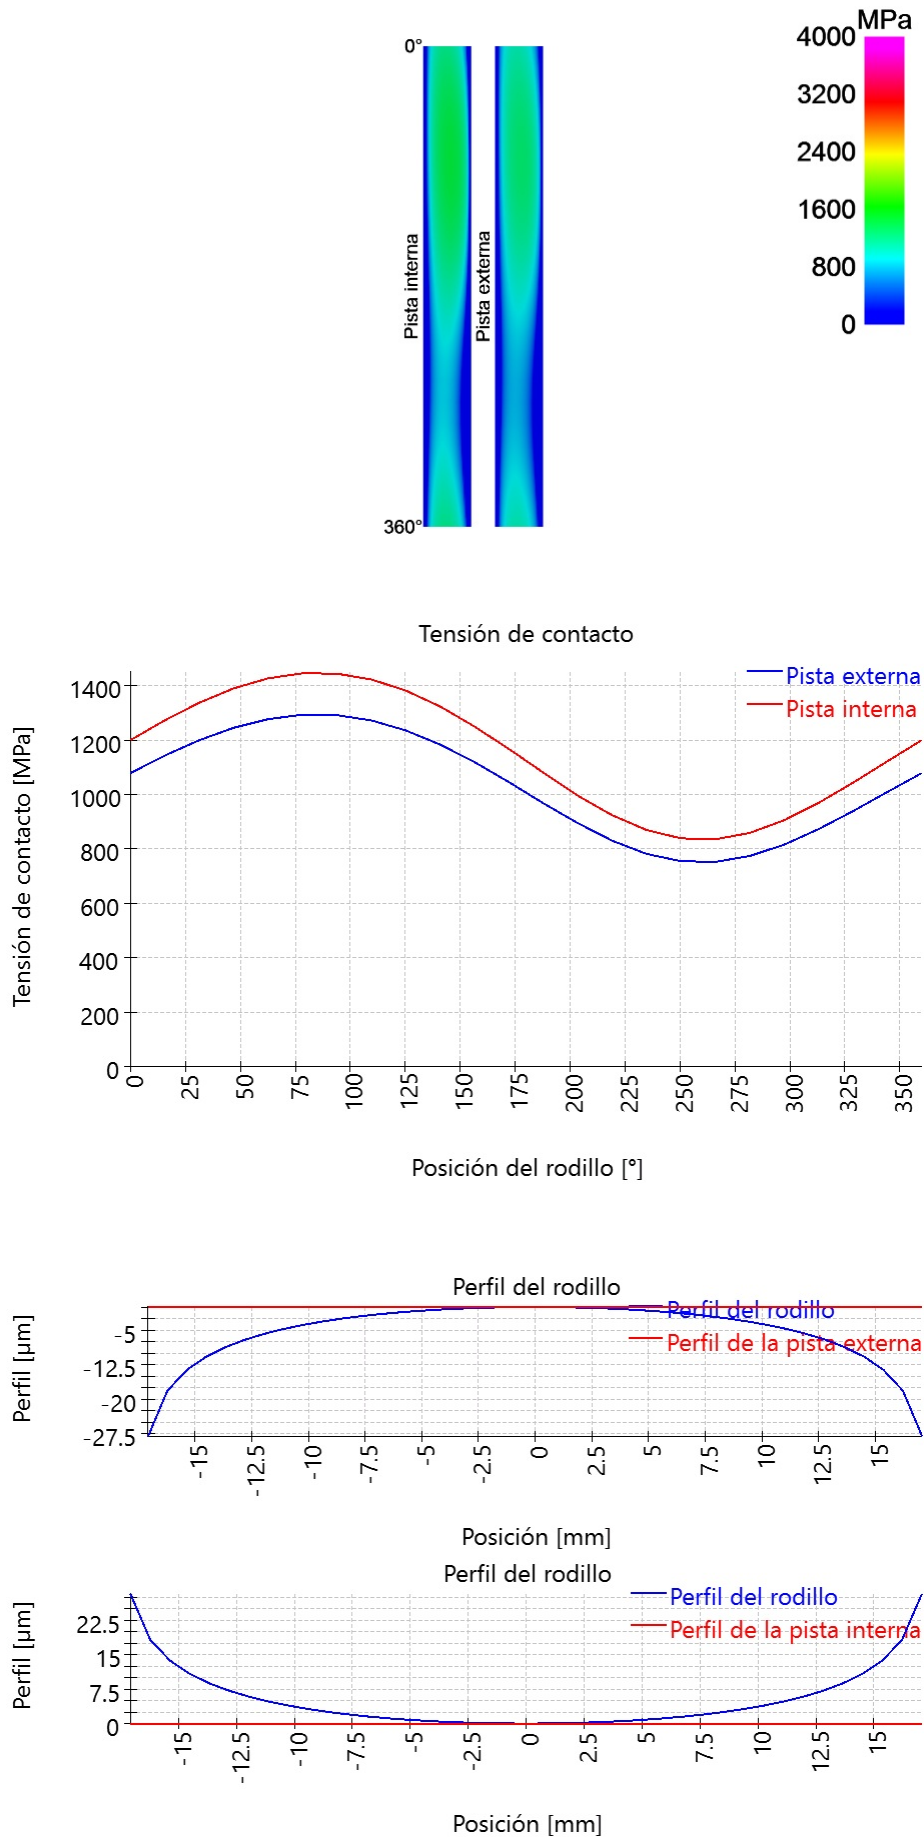 MPa
4000
3200
2400
1600
800
0
0°
Pista interna
Pista externa
360°
Tensión de contacto
Pista externa
Pista interna
Tensión de contacto [MPa]
1400
1200
1000
800
600
400
200
0
0 25 50 75 100 125 150 175 200 225 250 275 300 325 350
Posición del rodillo [°]
Perfil del rodillo
Perfil del rodillo
Perfil de la pista externa
Perfil [µm]
-5
-12.5
-20
-27.5
-15 -12.5 -10 -7.5 -5 -2.5 0 2.5 5 7.5 10 12.5 15
Posición [mm]
Perfil del rodillo
Perfil del rodillo
Perfil de la pista interna
Perfil [µm]
22.5
15
7.5
0
-15 -12.5 -10 -7.5 -5 -2.5 0 2.5 5 7.5 10 12.5 15
Posición [mm]